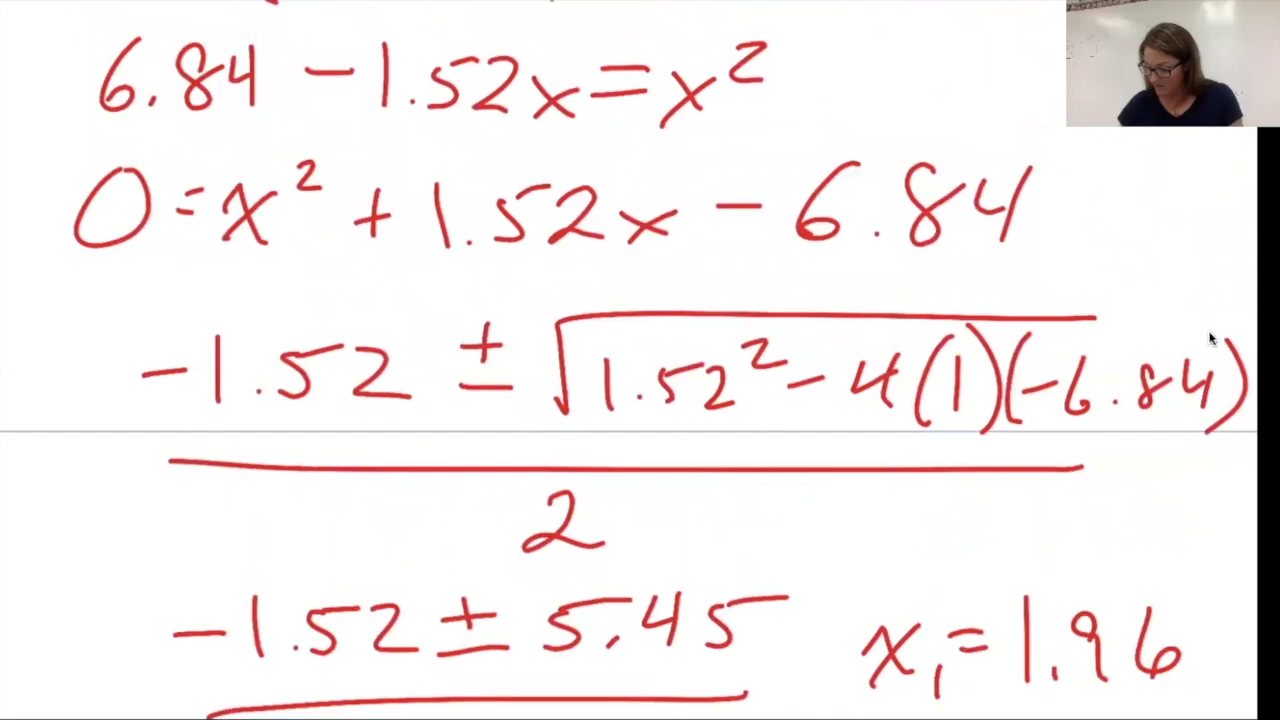 6.84 - 1.52x = x²
0 = x² + 1.52x - 6.84
-1.52 ± √1.52² - 4(1)(-6.84)
2
-1.52 ± 5.45
x₁ = 1.96